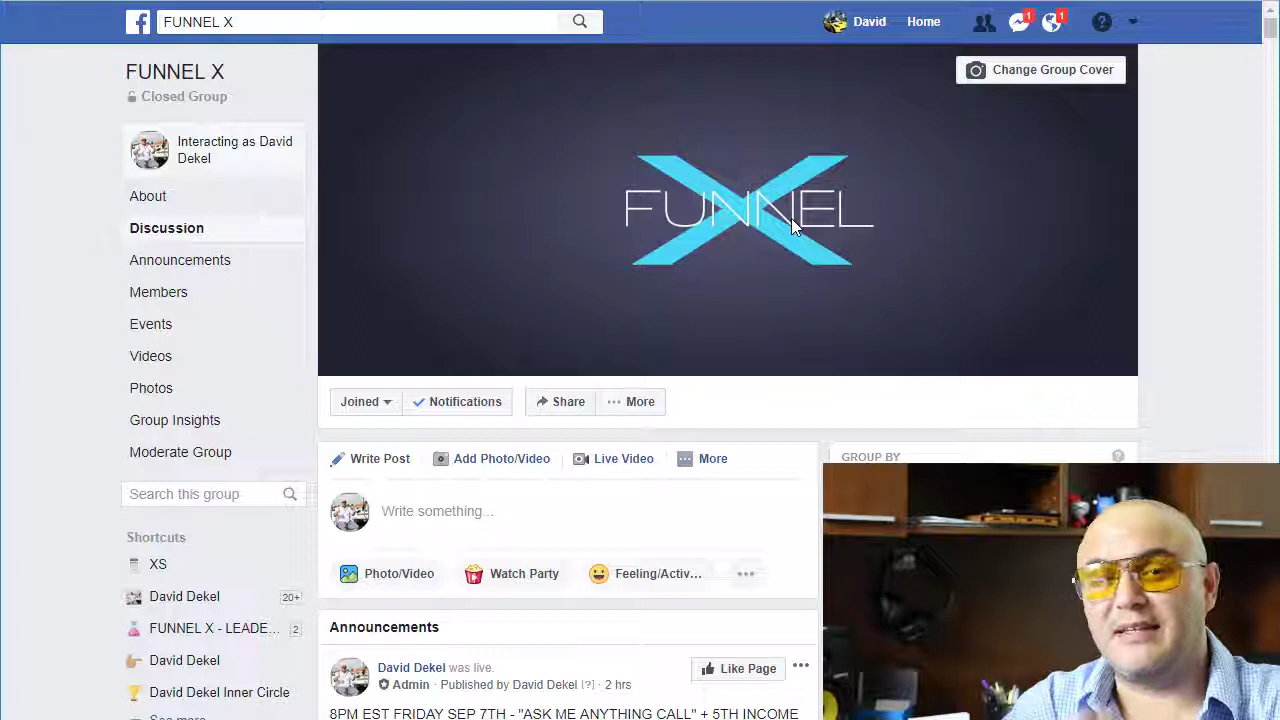 FUNNEL X
David
Home
1
1
FUNNEL X
Closed Group
Change Group Cover
Interacting as David
Dekel
About
Discussion
Announcements
Members
Events
Videos
Photos
Group Insights
Moderate Group
Search this group
Shortcuts
XS
David Dekel 20+
FUNNEL X - LEADE... 2
David Dekel
David Dekel Inner Circle
See more
FUNNEL
Joined
Notifications
Share
More
Write Post
Add Photo/Video
Live Video
More
Write something...
Photo/Video
Watch Party
Feeling/Activ...
Announcements
David Dekel was live.
Admin · Published by David Dekel [?] · 2 hrs
Like Page
8PM EST FRIDAY SEP 7TH - "ASK ME ANYTHING CALL" + 5TH INCOME
GROUP BY